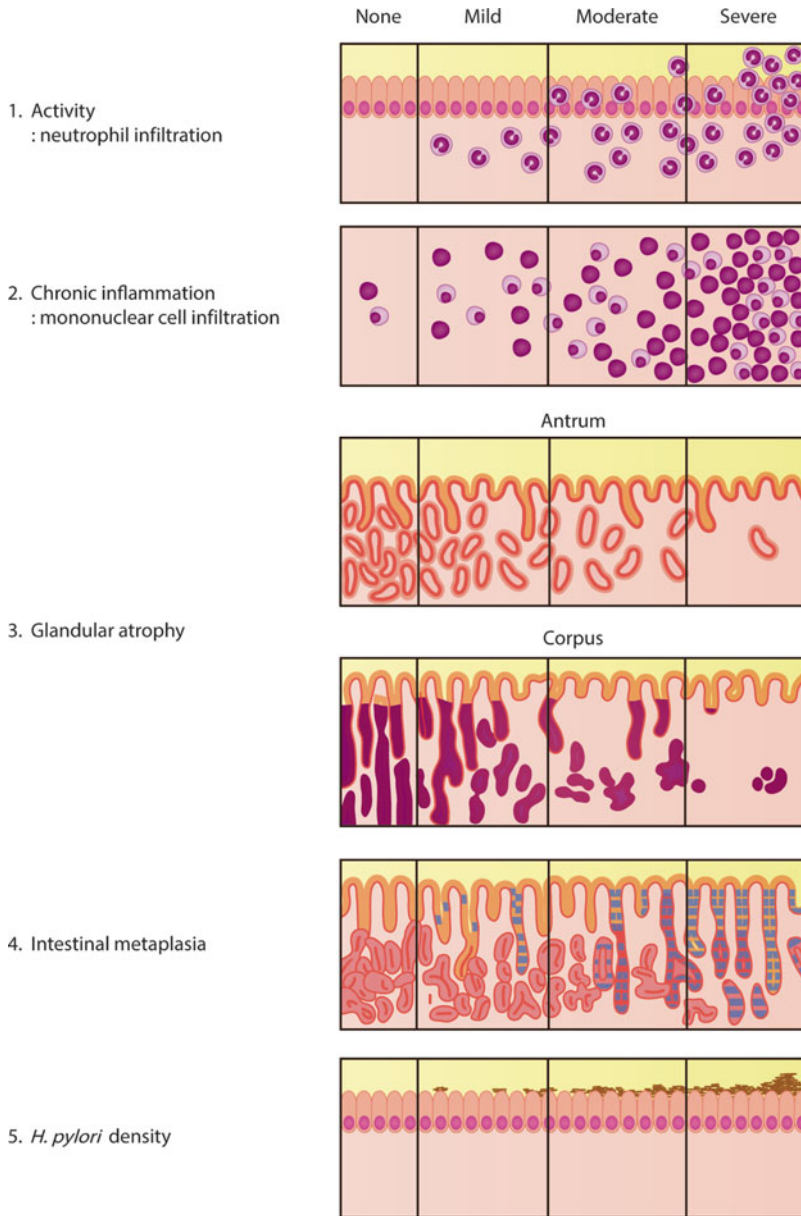 None Mild Moderate Severe
1. Activity
: neutrophil infiltration
2. Chronic inflammation
: mononuclear cell infiltration
Antrum
3. Glandular atrophy
Corpus
4. Intestinal metaplasia
5. H. pylori density